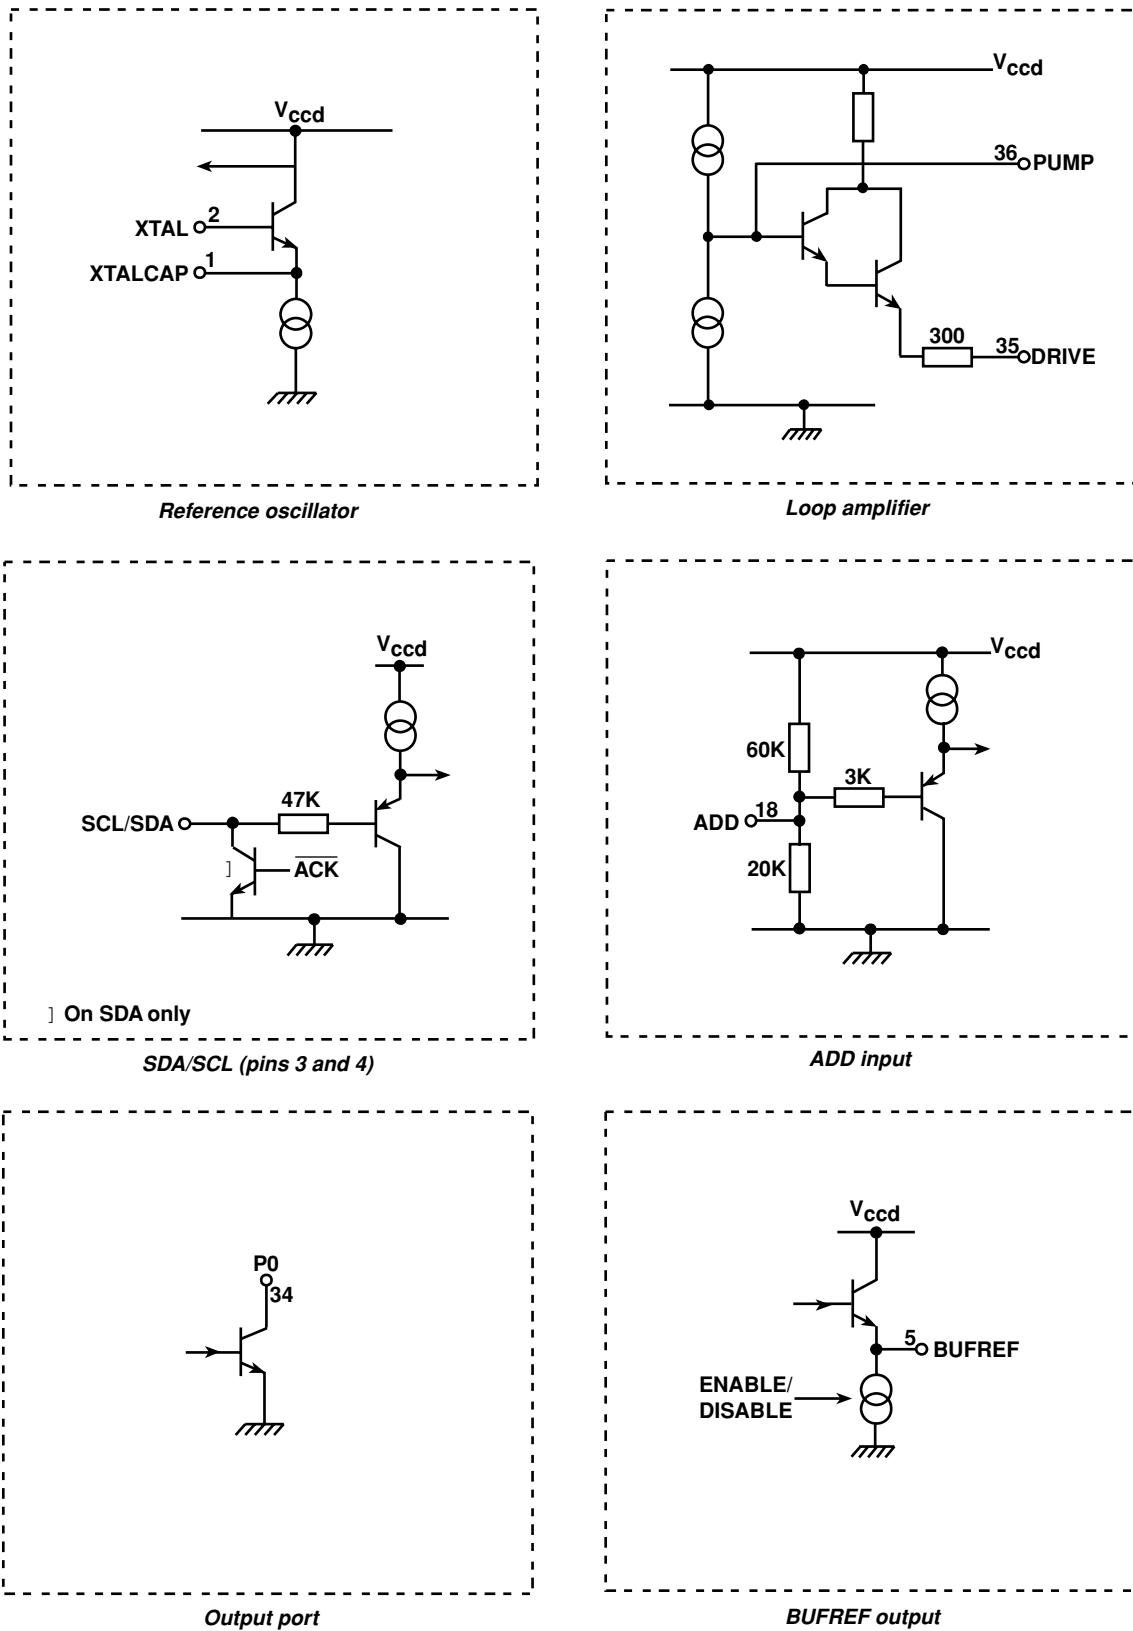 Vccd
2
XTAL
1
XTALCAP
Reference oscillator
Vccd
36
PUMP
300
35
DRIVE
Loop amplifier
Vccd
47K
SCL/SDA
]
ACK
] On SDA only
SDA/SCL (pins 3 and 4)
Vccd
60K
3K
18
ADD
20K
ADD input
P0
34
Output port
Vccd
5
BUFREF
ENABLE/
DISABLE
BUFREF output